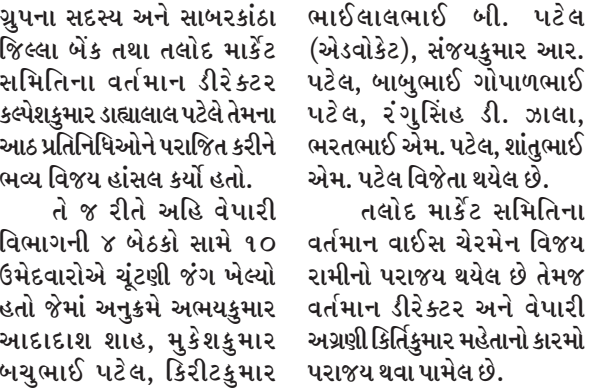 ગ્રુપના સદસ્ય અને સાબરકાંઠા
જિલ્લા બેંક તથા તલોદ માર્કેટ
સમિતિના વર્તમાન ડીરેક્ટર
કલ્પેશકુમાર ડાહ્યાલાલ પટેલે તેમના
આઠ પ્રતિનિધિઓને પરાજિત કરીને
ભવ્ય વિજય હાંસલ કર્યો હતો.
તે જ રીતે અહિ વેપારી
વિભાગની ૪ બેઠકો સામે ૧૦
ઉમેદવારોએ ચૂંટણી જંગ ખેલ્યો
હતો જેમાં અનુક્રમે અભયકુમાર
આદાદાશ શાહ, મુકેશકુમાર
બચુભાઈ પટેલ, કિરીટકુમાર
ભાઈલાલભાઈ બી. પટેલ
(એડવોકેટ), સંજયકુમાર આર.
પટેલ, બાબુભાઈ ગોપાળભાઈ
પટેલ, રંગુસિંહ ડી. ઝાલા,
ભરતભાઈ એમ. પટેલ, શાંતુભાઈ
એમ. પટેલ વિજેતા થયેલ છે.
તલોદ માર્કેટ સમિતિના
વર્તમાન વાઈસ ચેરમેન વિજય
રામીનો પરાજય થયેલ છે તેમજ
વર્તમાન ડીરેક્ટર અને વેપારી
અગ્રણી કિર્તિકુમાર મહેતાનો કારમો
પરાજય થવા પામેલ છે.